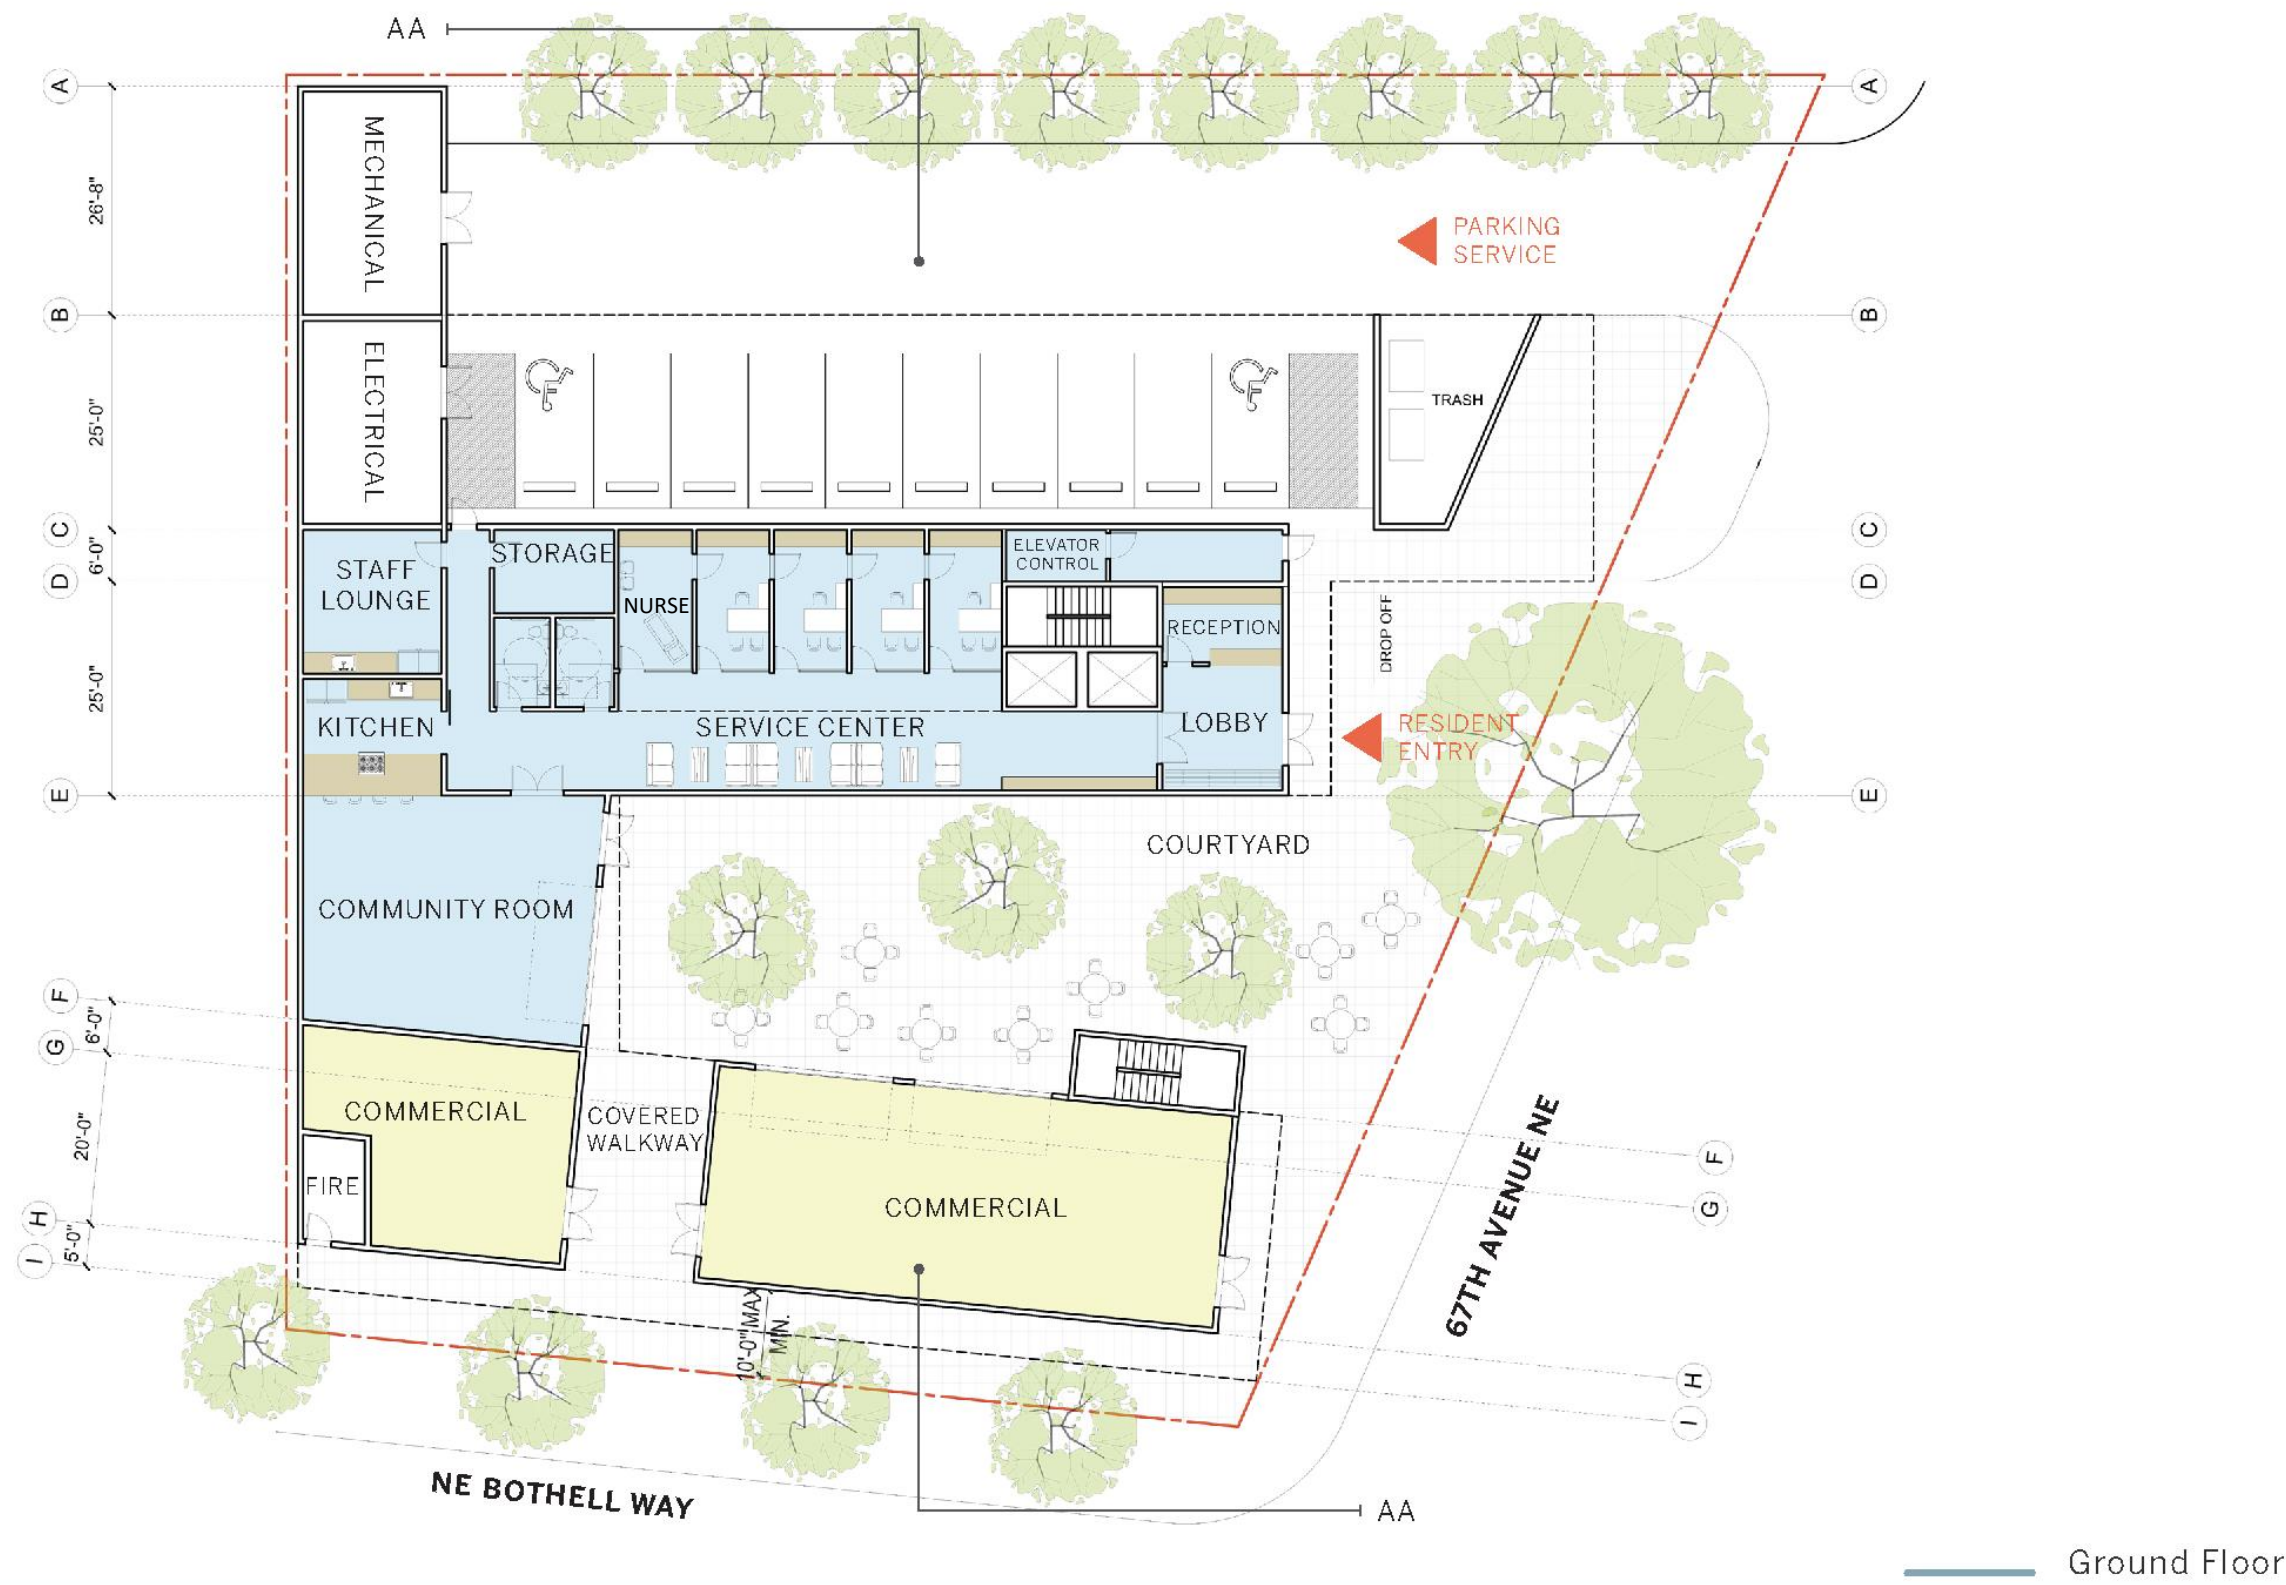 AA
A
A
MECHANICAL
26'-8"
PARKING
SERVICE
B
B
ELECTRICAL
25'-0"
TRASH
C
C
STORAGE
ELEVATOR
CONTROL
6'-0"
STAFF
LOUNGE
D
D
NURSE
DROP OFF
RECEPTION
25'-0"
KITCHEN
SERVICE CENTER
LOBBY
RESIDENT
ENTRY
E
E
COURTYARD
COMMUNITY ROOM
F
6'-0"
G
COMMERCIAL
COVERED
WALKWAY
20'-0"
F
FIRE
COMMERCIAL
G
67TH AVENUE NE
H
5'-0"
I
10'-0" MAX
MIN.
H
I
NE BOTHELL WAY
AA
Ground Floor